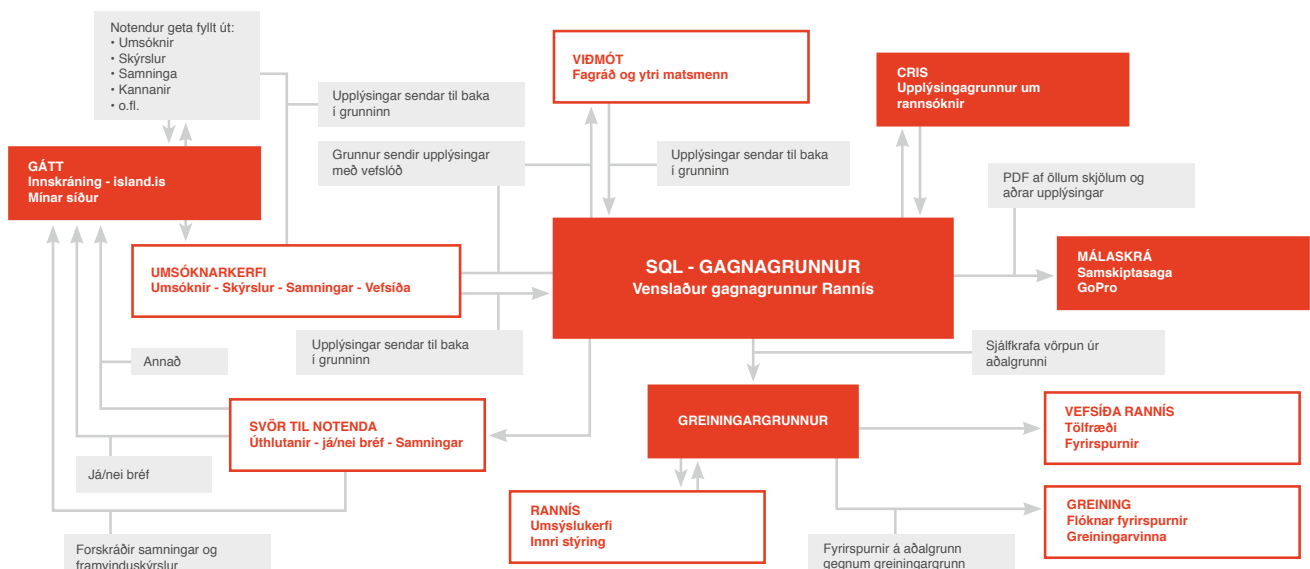 Notendur geta fyllt út:
• Umsóknir
• Skýrslur
• Samninga
• Kannanir
• o.fl.
VIÐMÓT
Fagráð og ytri matsmenn
CRIS
Upplýsingagrunnur um
rannsóknir
Upplýsingar sendar til baka
í grunninn
Grunnur sendir upplýsingar
með vefslóð
Upplýsingar sendar til baka
í grunninn
GÁTT
Innskráning - island.is
Mínar síður
PDF af öllum skjölum og
aðrar upplýsingar
UMSÓKNARKERFI
Umsóknir - Skýrslur - Samningar - Vefsíða
SQL - GAGNAGRUNNUR
Venslaður gagnagrunnur Rannís
MÁLASKRÁ
Samskiptasaga
GoPro
Upplýsingar sendar til baka
í grunninn
Annað
Sjálfkrafa vörpun úr
aðalgrunni
SVÖR TIL NOTENDA
Úthlutanir - já/nei bréf - Samningar
GREININGARGRUNNUR
VEFSÍÐA RANNÍS
Tölfræði
Fyrirspurnir
Já/nei bréf
RANNÍS
Umsýslukerfi
Innri stýring
GREINING
Flóknar fyrirspurnir
Greiningarvinna
Forskráðir samningar og
framvinduskýrslur
Fyrirspurnir á aðalgrunn
gegnum greiningargrunn